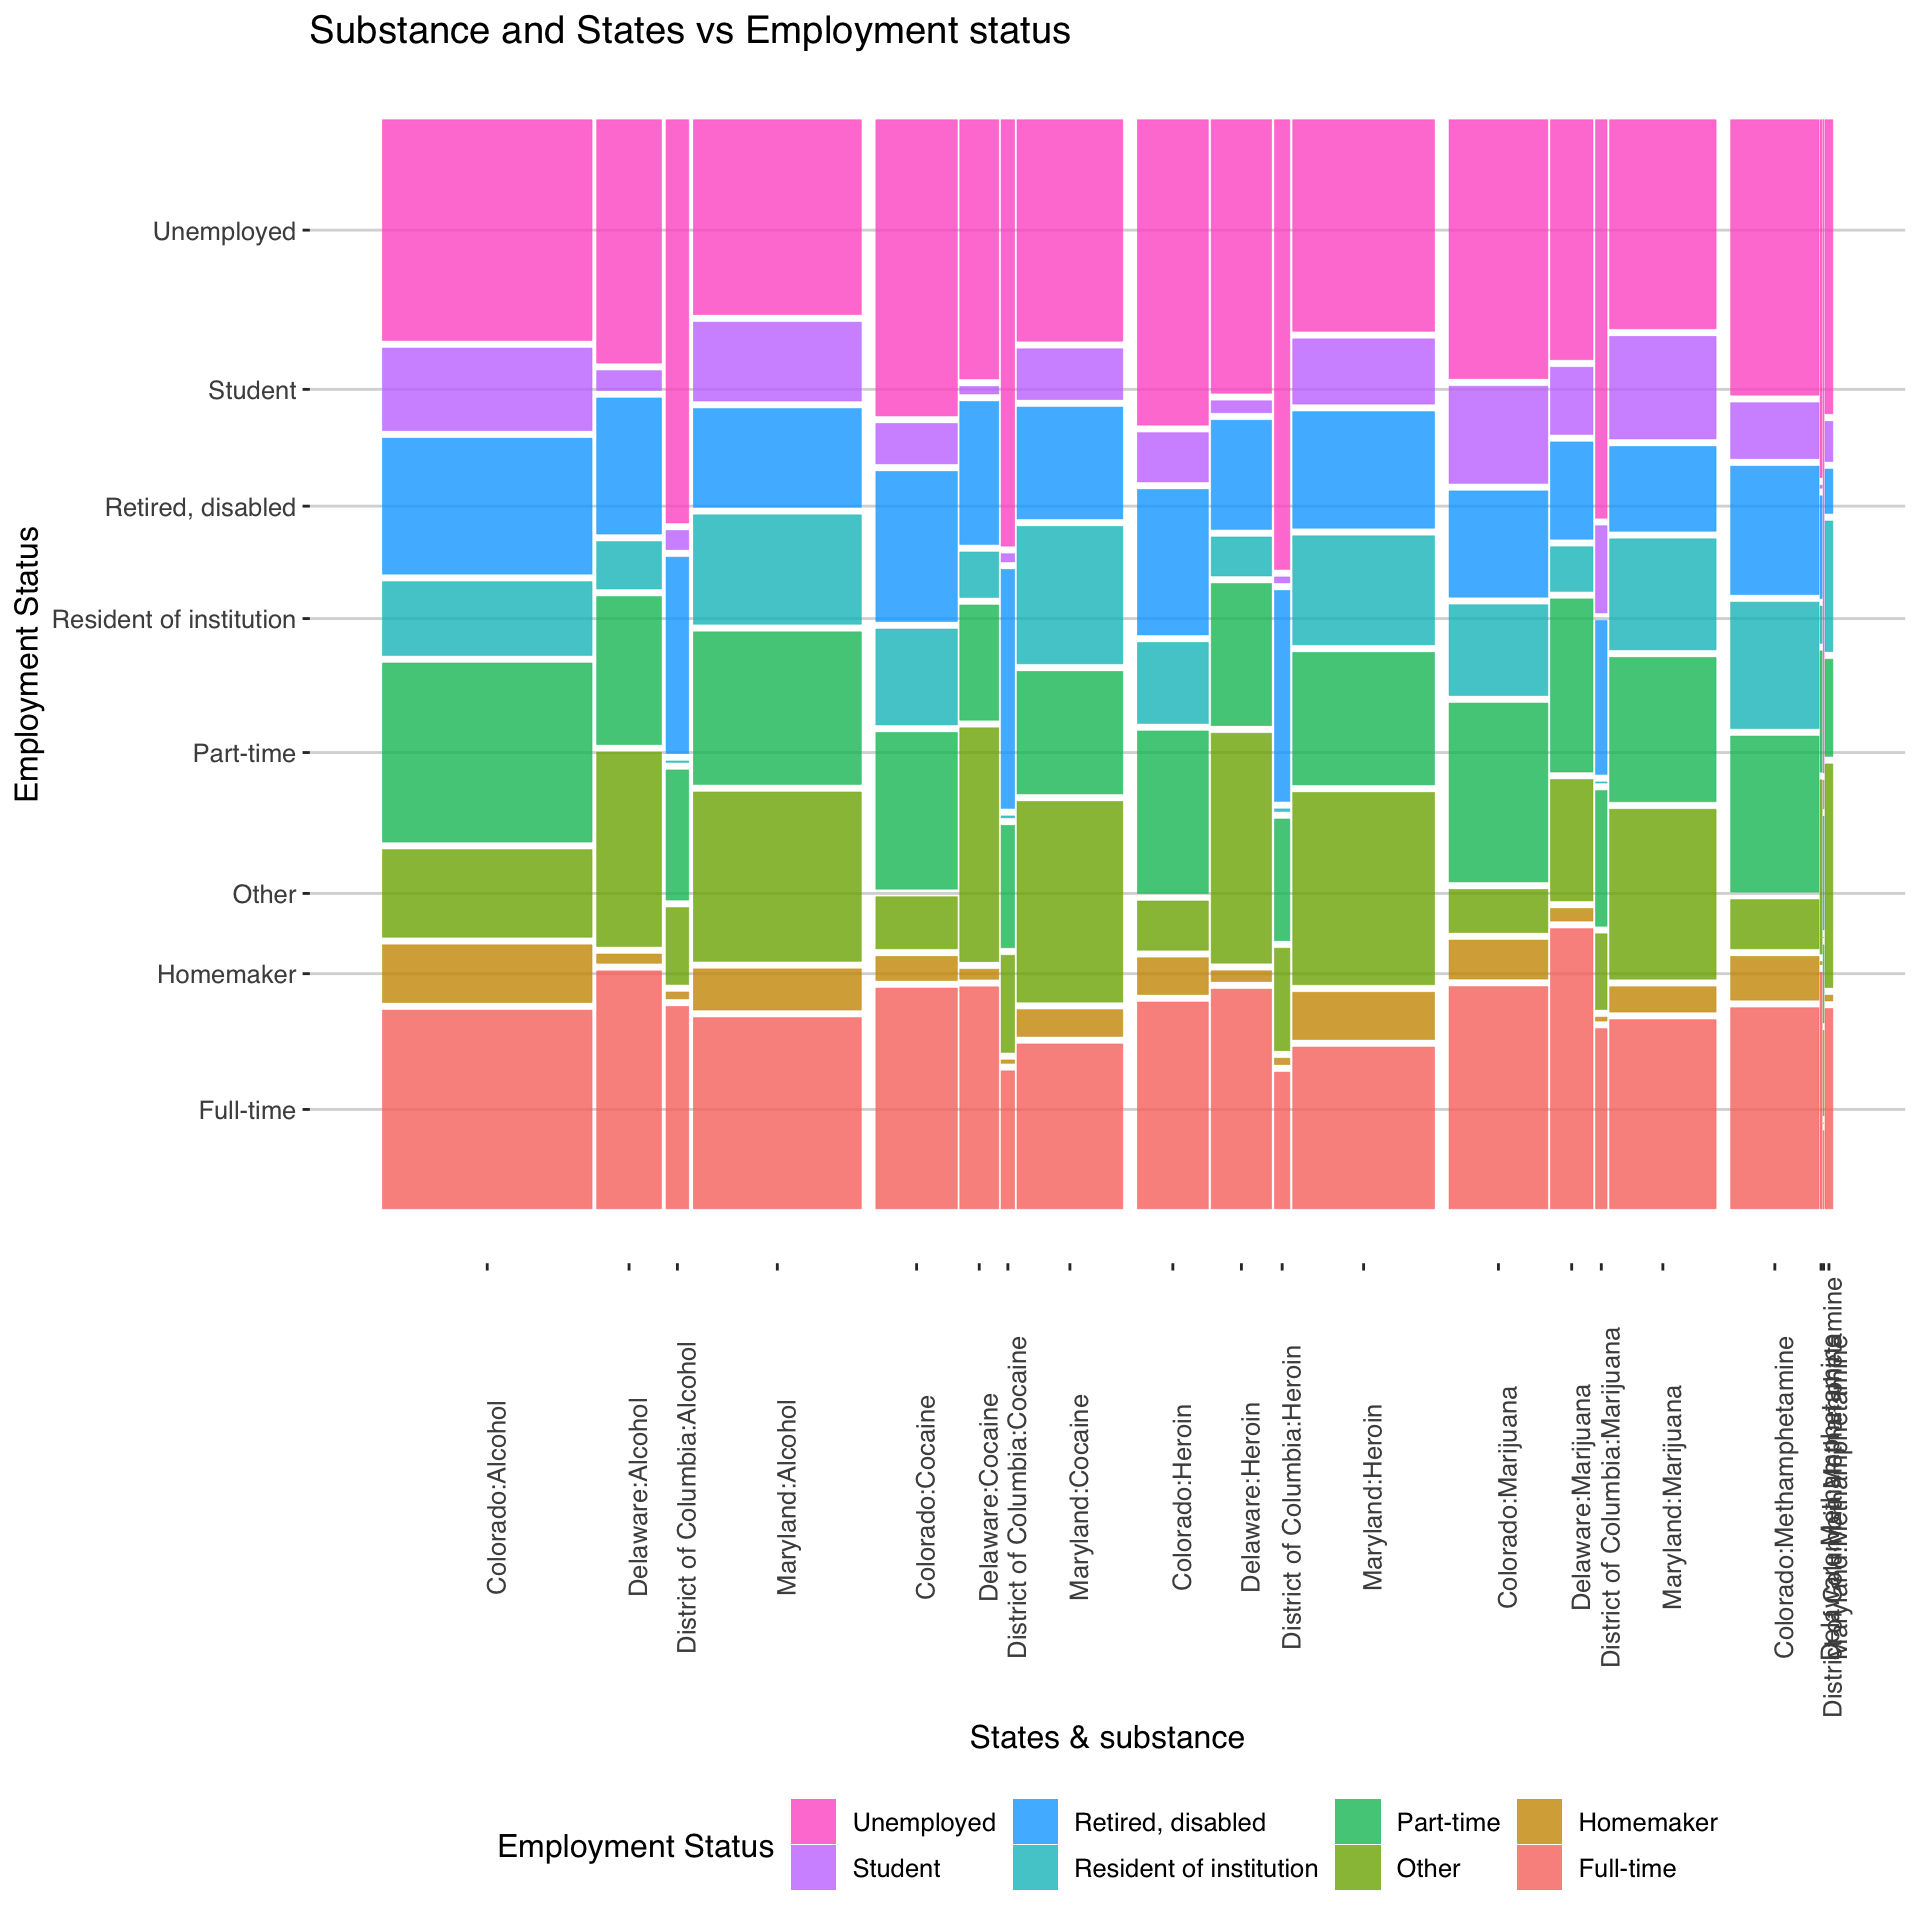 Substance and States vs Employment status
Employment Status
Unemployed
Student
Retired, disabled
Resident of institution
Part-time
Other
Homemaker
Full-time
Colorado:Alcohol
Delaware:Alcohol
District of Columbia:Alcohol
Maryland:Alcohol
Colorado:Cocaine
Delaware:Cocaine
District of Columbia:Cocaine
Maryland:Cocaine
Colorado:Heroin
Delaware:Heroin
District of Columbia:Heroin
Maryland:Heroin
Colorado:Marijuana
Delaware:Marijuana
District of Columbia:Marijuana
Maryland:Marijuana
Colorado:Methamphetamine
Maryland:Methamphetamine
States & substance
Employment Status
Unemployed
Retired, disabled
Part-time
Homemaker
Student
Resident of institution
Other
Full-time